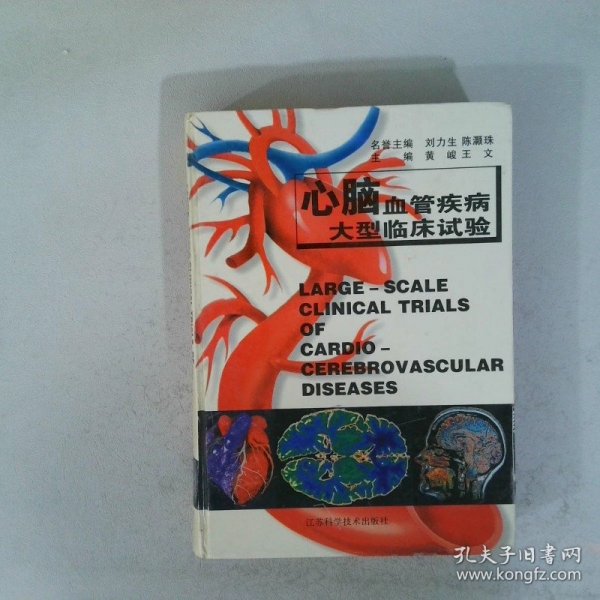 名誉主编 刘力生 陈灏珠
主 编 黄 峻 王 文
心脑血管疾病
大型临床试验
LARGE-SCALE
CLINICAL TRIALS
OF
CARDIO-
CEREBROVASCULAR
DISEASES
江苏科学技术出版社
孔夫子旧书网
www.kongfz.com